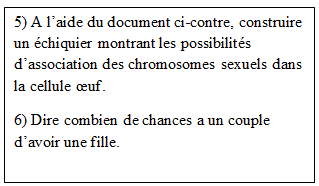 5) A l’aide du document ci-contre, construire
un échiquier montrant les possibilités
d’association des chromosomes sexuels dans
la cellule œuf.
6) Dire combien de chances a un couple
d’avoir une fille.